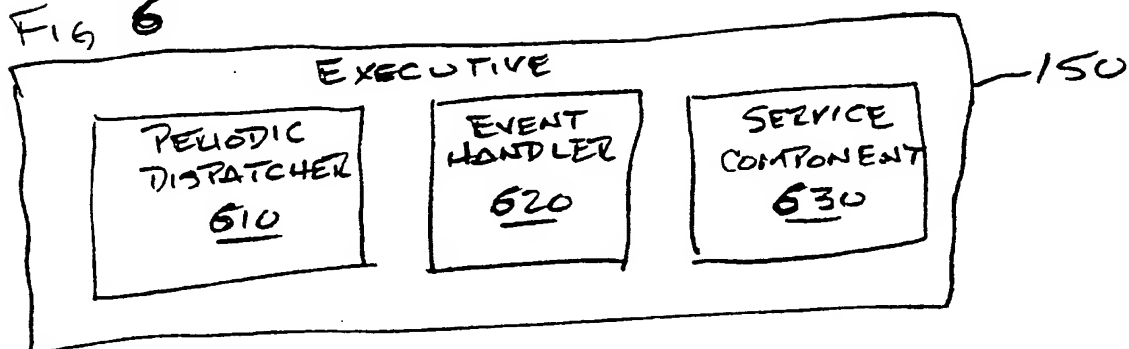 FIG 6
EXECUTIVE
150
PERIODIC
DISPATCHER
610
EVENT
HANDLER
620
SERVICE
COMPONENT
630